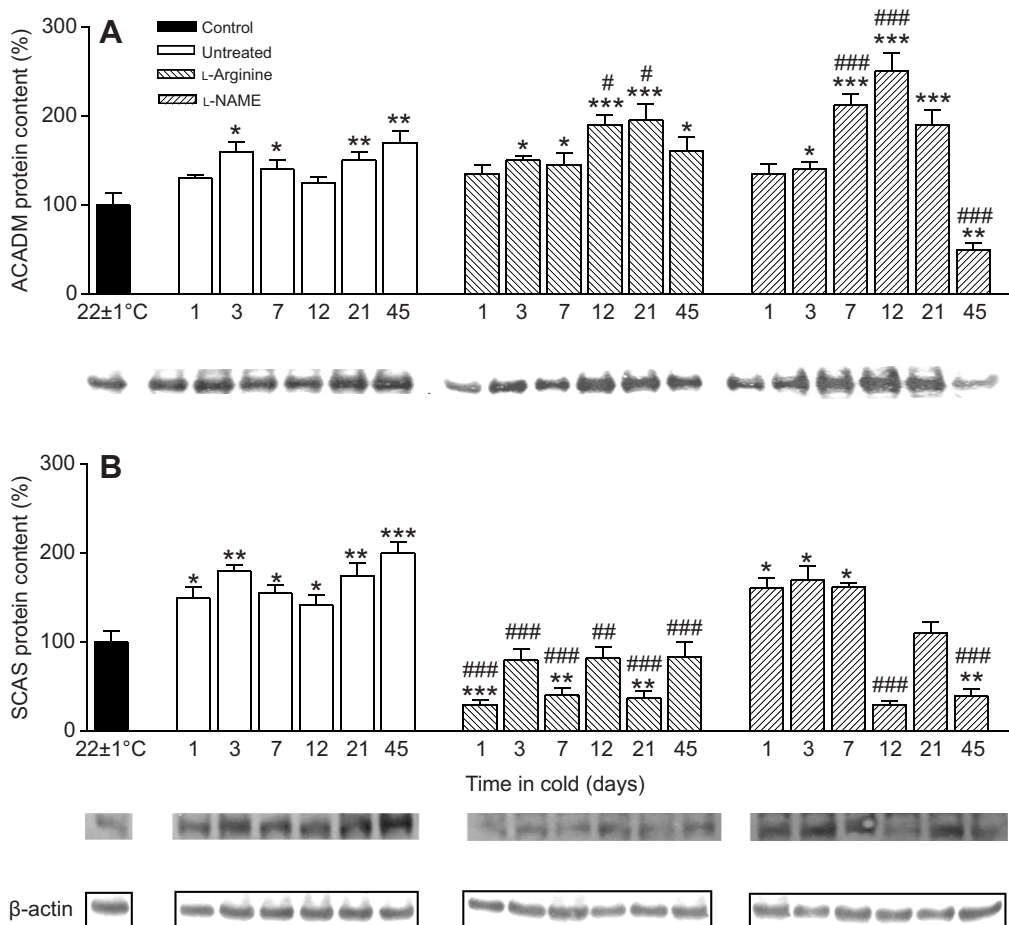 A
Control
Untreated
L-Arginine
L-NAME
ACADM protein content (%)
300
200
100
0
* * ** **
* * *** # *** # *
* *** ### *** ### *** ** ###
22±1°C 1 3 7 12 21 45 1 3 7 12 21 45 1 3 7 12 21 45
B
SCAS protein content (%)
300
200
100
0
* ** * * ** ***
### *** ### ### ** ## ### ** ###
* * * ### ### **
22±1°C 1 3 7 12 21 45 1 3 7 12 21 45 1 3 7 12 21 45
Time in cold (days)
β-actin